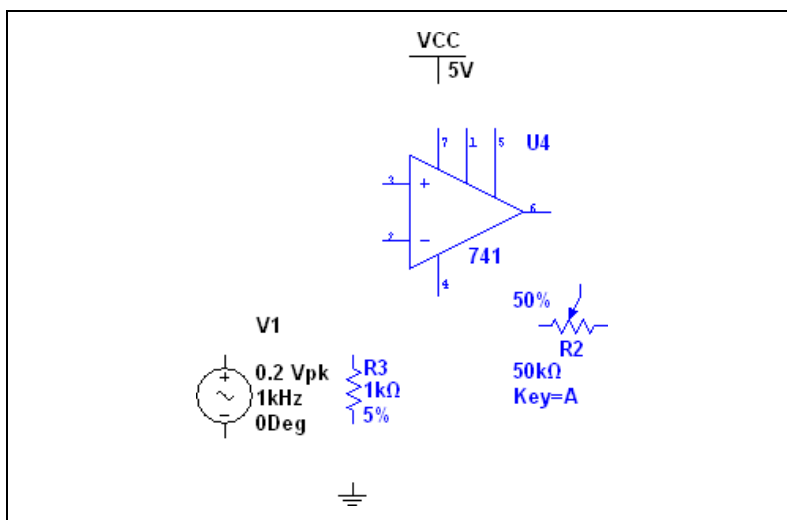 VCC
5V
7 1 5
U4
3 +
6
2 −
741
4
50%
V1
R2
+
0.2 Vpk
R3
1kHz
1kΩ
50kΩ
−
0Deg
5%
Key=A